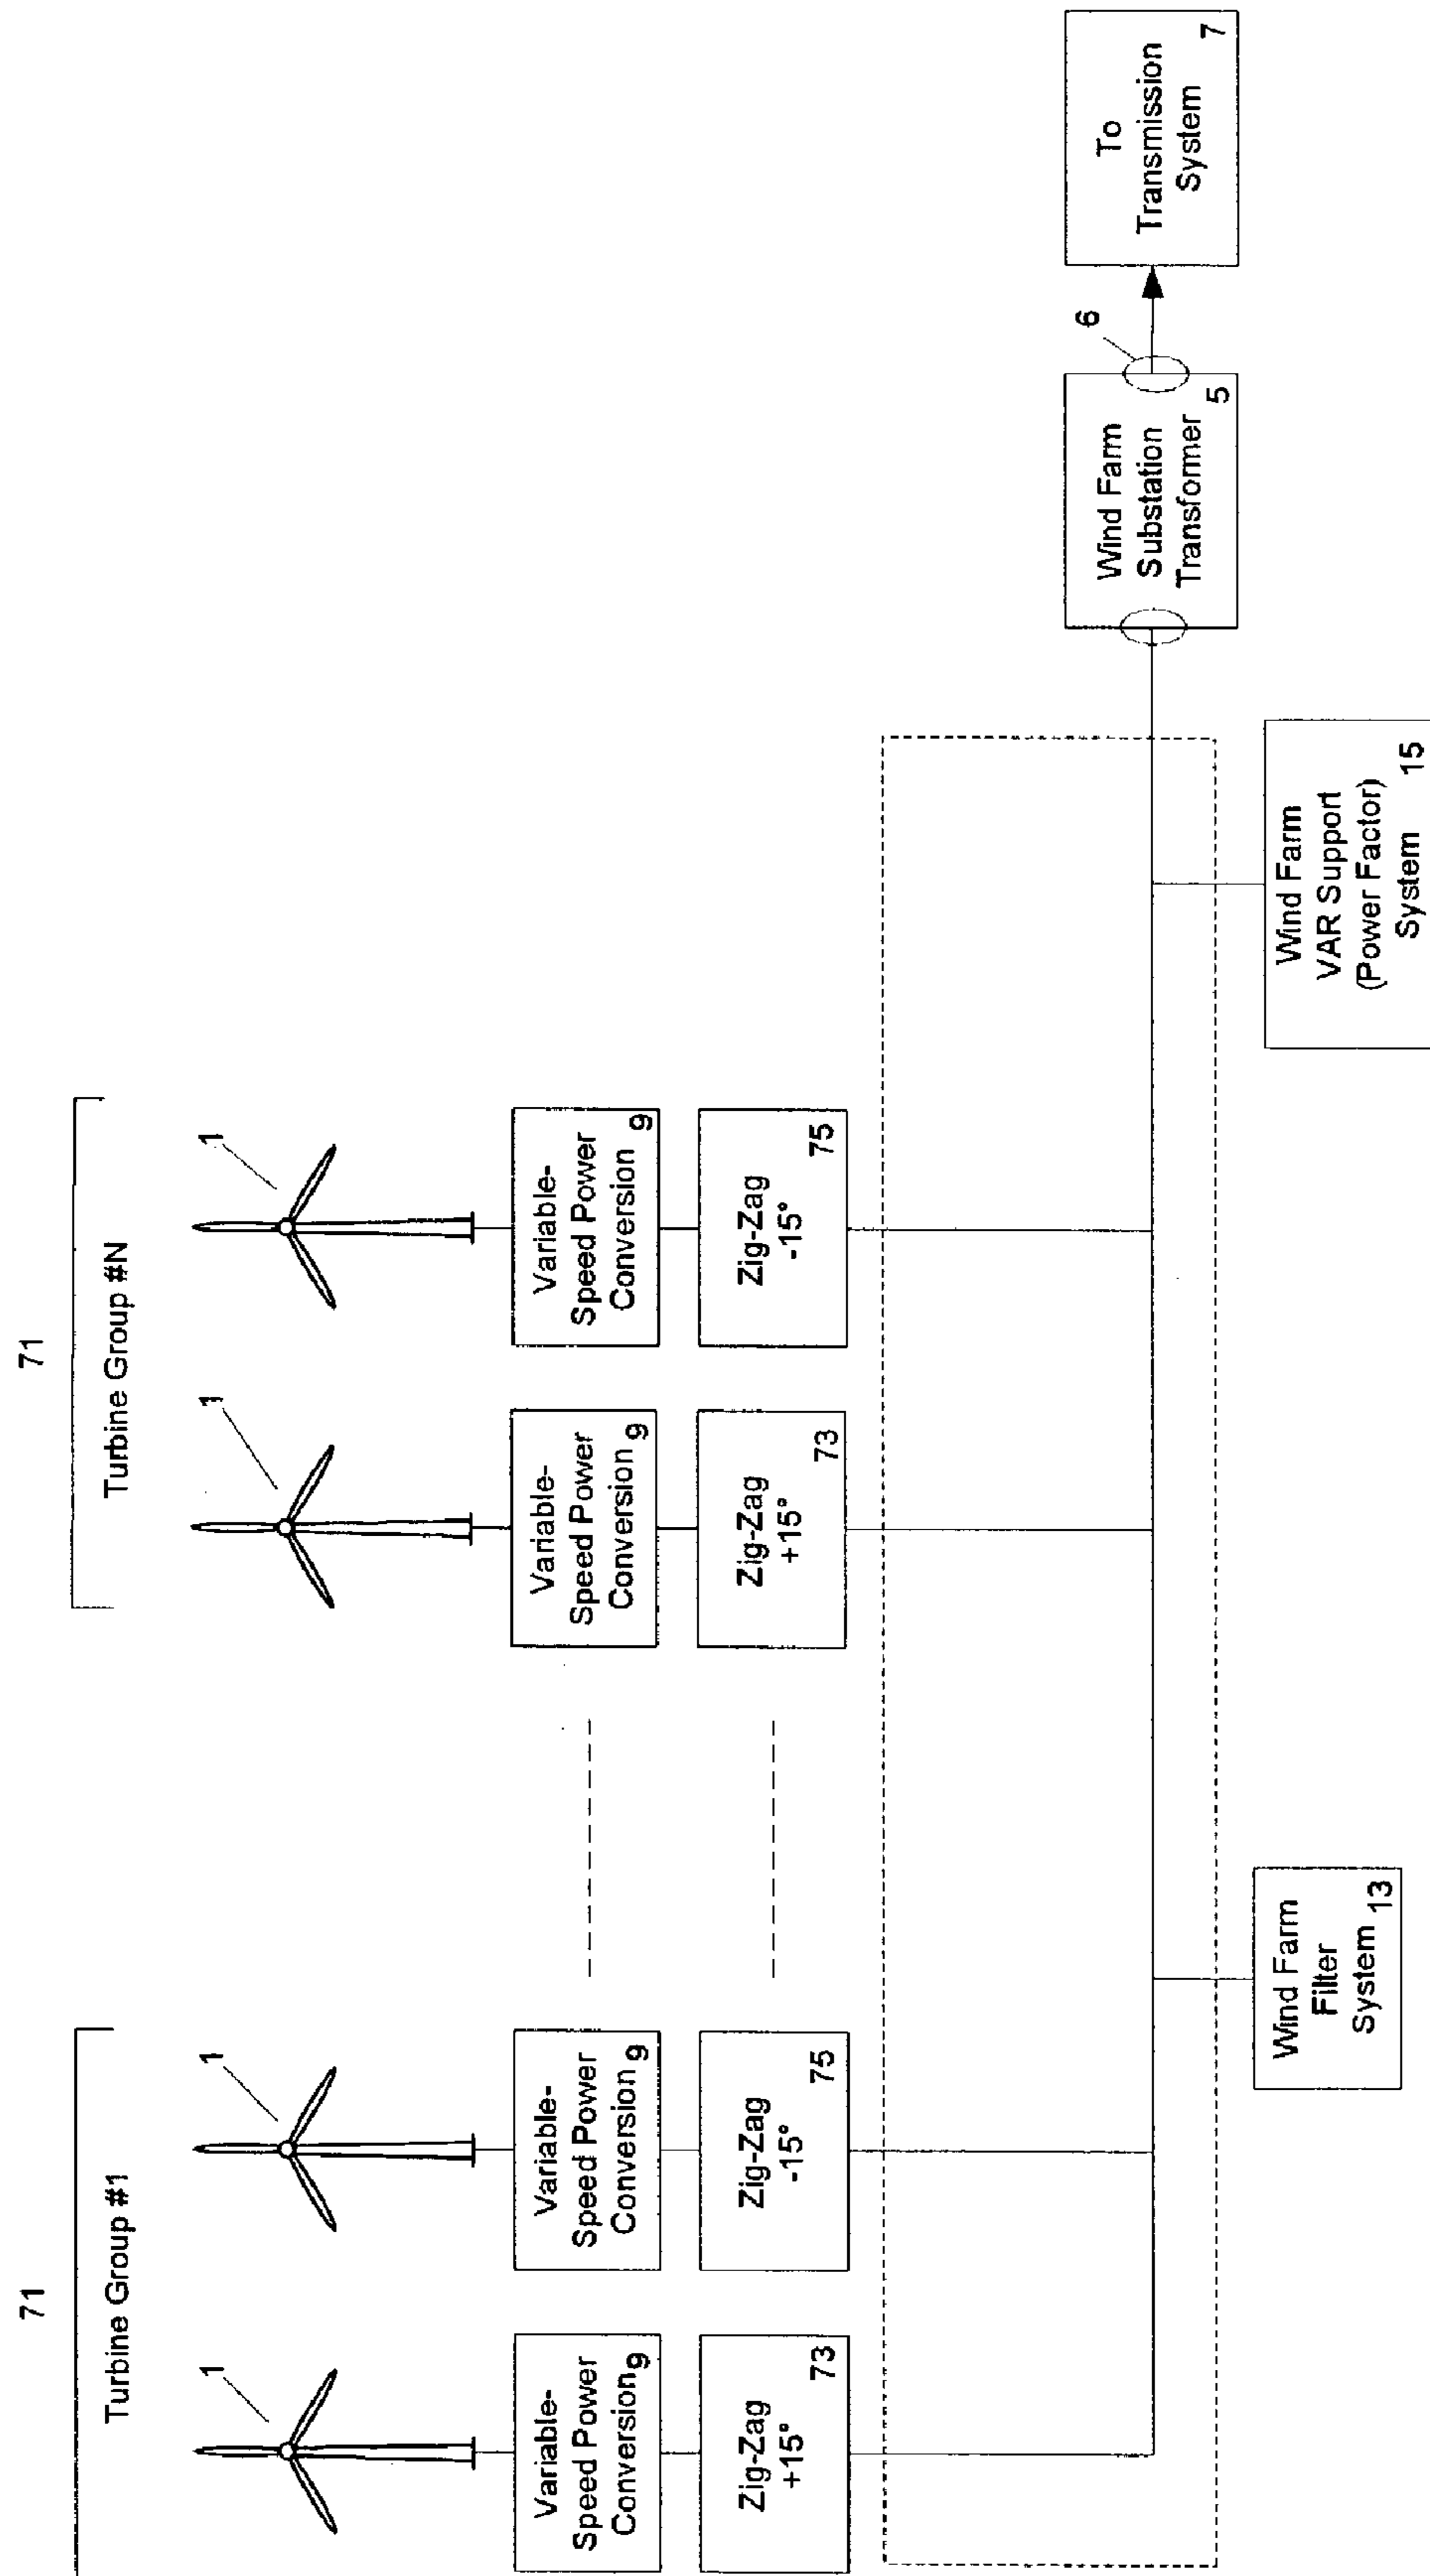 71
71
Turbine Group #1
Turbine Group #N
1
1
1
1
Variable-
Speed Power
Conversion 9
Variable-
Speed Power
Conversion 9
Variable-
Speed Power
Conversion 9
Variable-
Speed Power
Conversion 9
Zig-Zag
+15°
73
Zig-Zag
-15°
75
Zig-Zag
+15°
73
Zig-Zag
-15°
75
Wind Farm
Filter
System 13
Wind Farm
VAR Support
(Power Factor)
System 15
Wind Farm
Substation
Transformer
5
6
To
Transmission
System
7